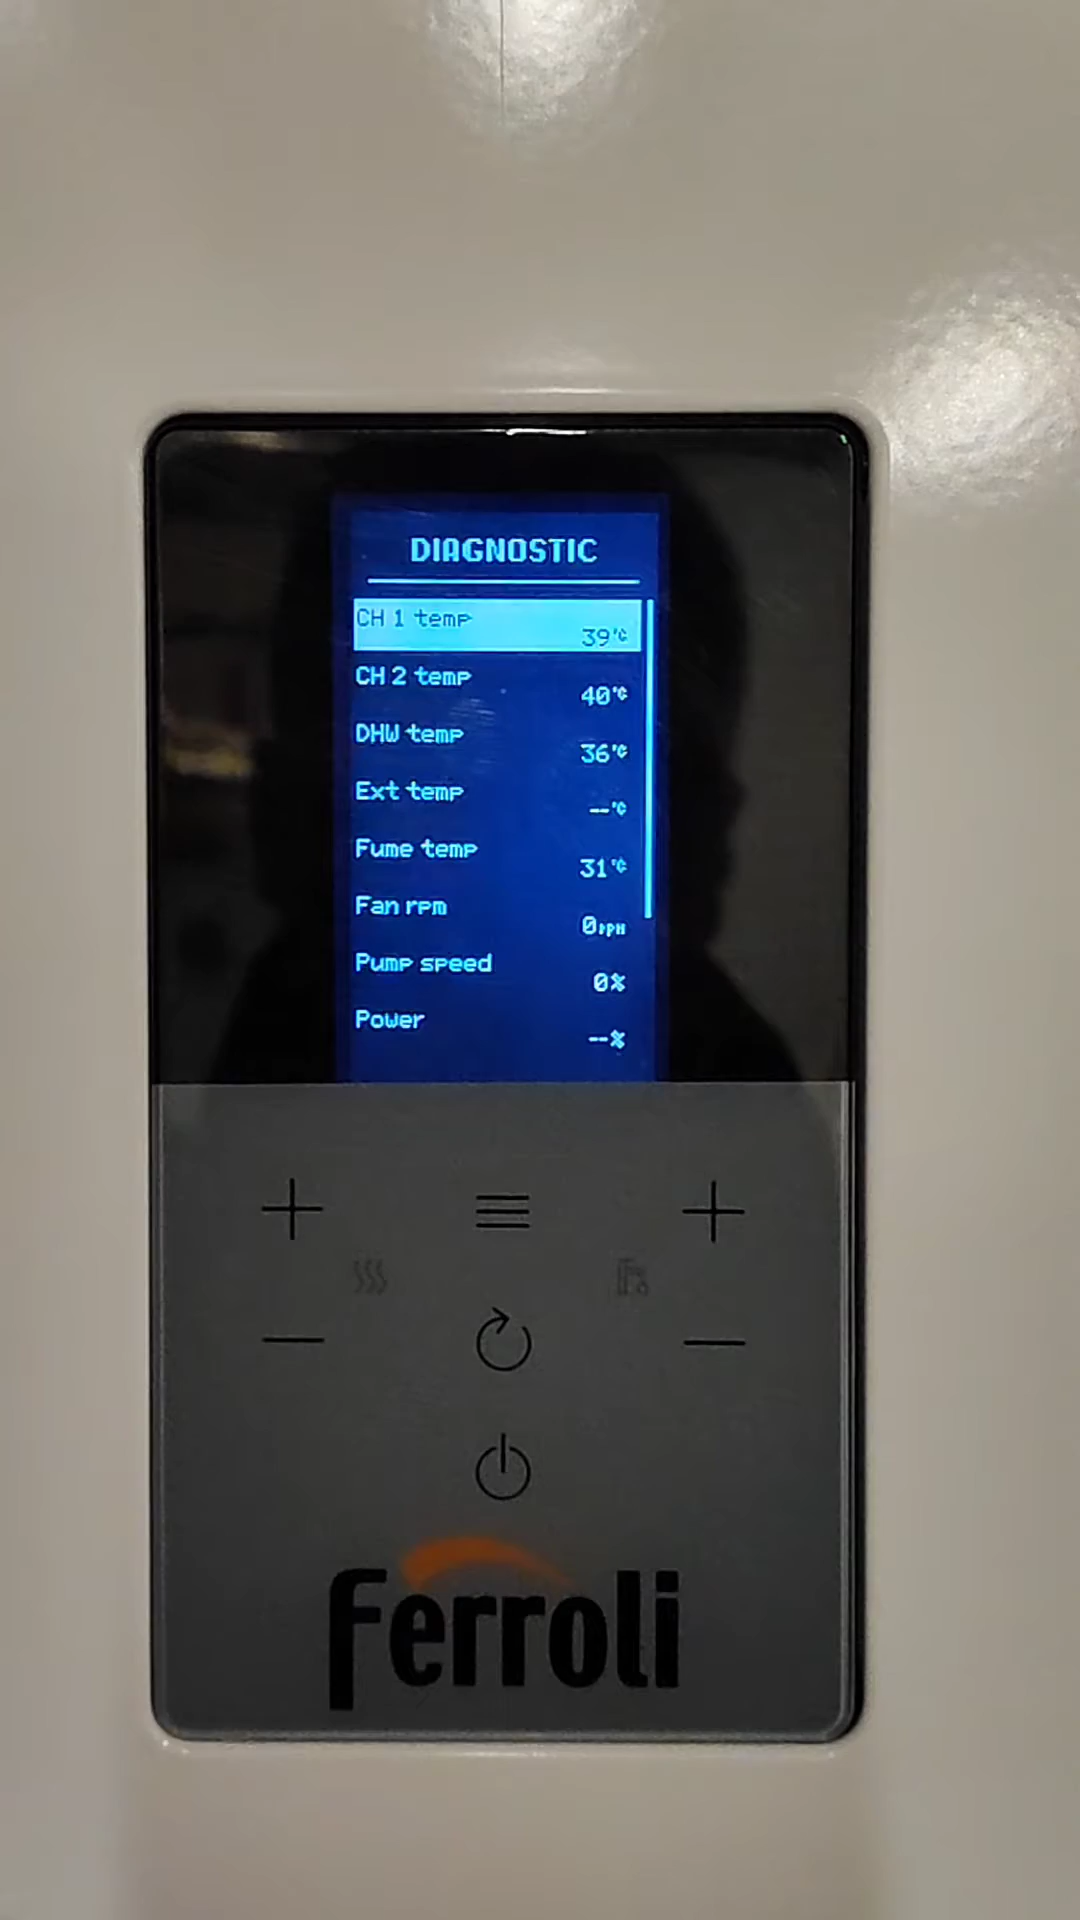 DIAGNOSTIC
CH 1 temp
39°C
CH 2 temp
40°C
DHW temp
36°C
Ext temp
--°C
Fume temp
31°C
Fan rpm
0rpm
Pump speed
0%
Power
--%
ferroli